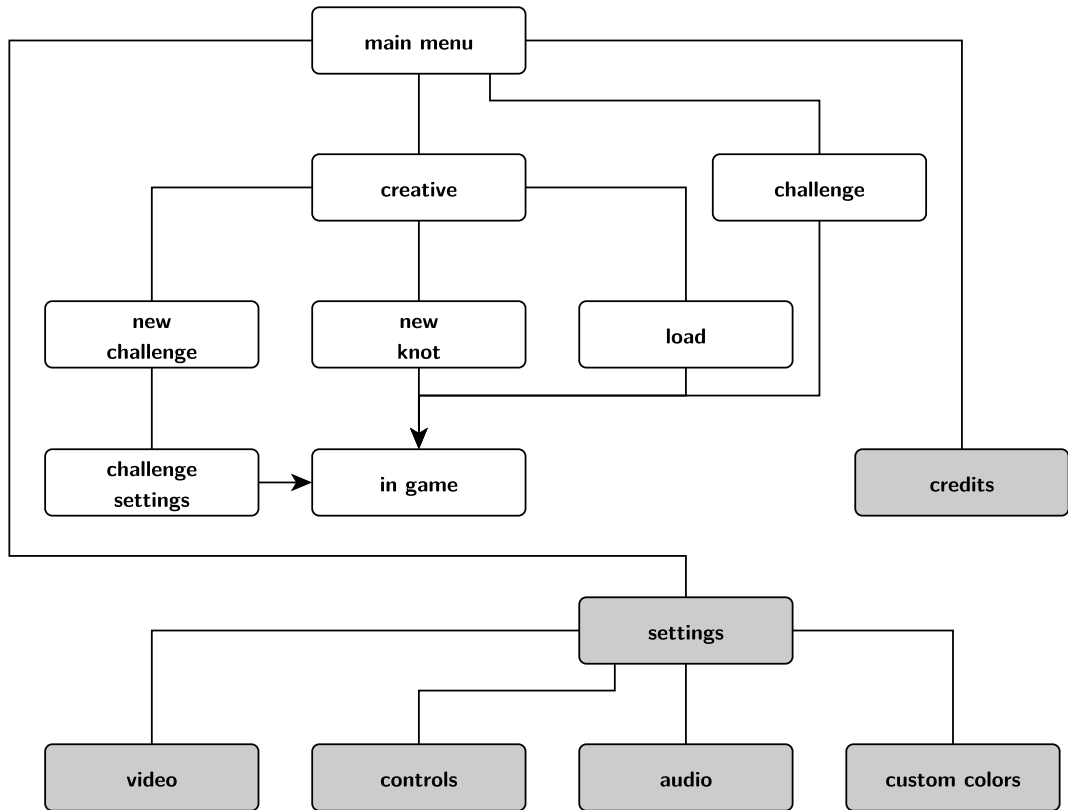 main menu
creative
challenge
new
challenge
new
knot
load
challenge
settings
in game
credits
settings
video
controls
audio
custom colors